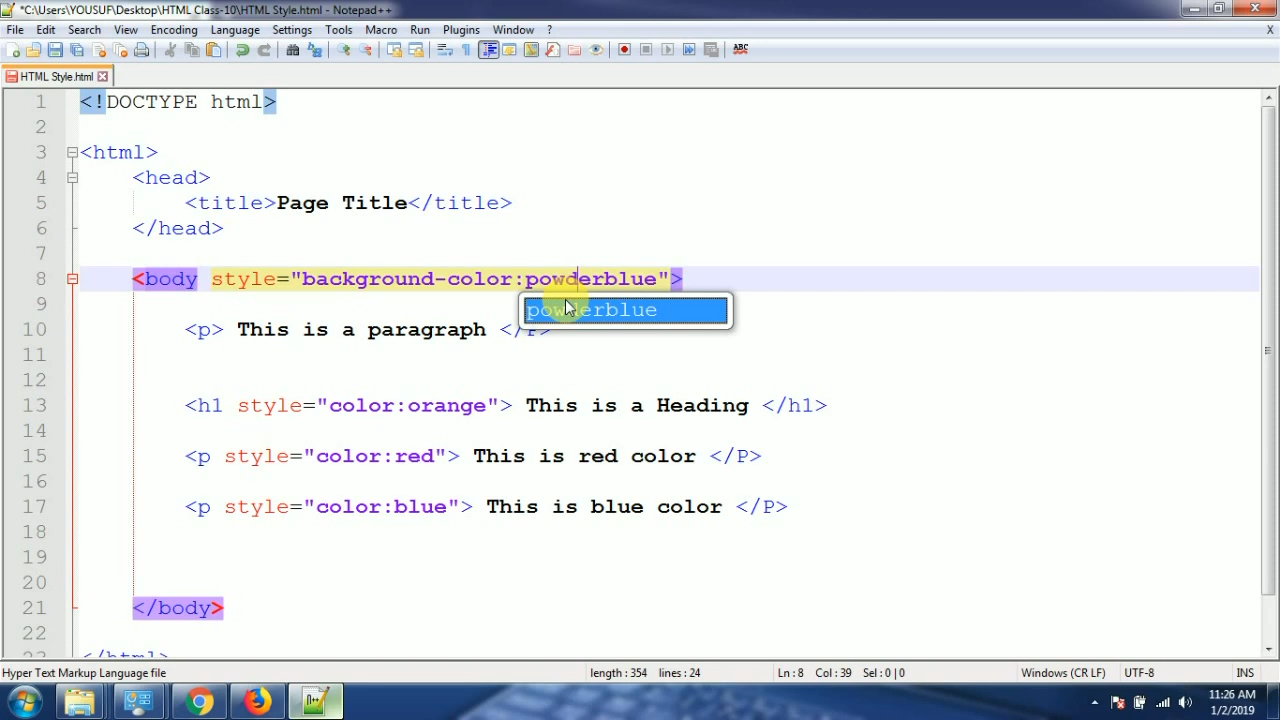 *C:\Users\YOUSUF\Desktop\HTML Class-10\HTML Style.html - Notepad++
File Edit Search View Encoding Language Settings Tools Macro Run Plugins Window ? X
ABC
HTML Style.html
1 <!DOCTYPE html>
2
3 <html>
4 <head>
5 <title>Page Title</title>
6 </head>
7
8 <body style="background-color:powderblue">
9 powderblue
10 <p> This is a paragraph </P>
11
12
13 <h1 style="color:orange"> This is a Heading </h1>
14
15 <p style="color:red"> This is red color </P>
16
17 <p style="color:blue"> This is blue color </P>
18
19
20
21 </body>
22
23 </html>
Hyper Text Markup Language file length : 354 lines : 24 Ln : 8 Col : 39 Sel : 0 | 0 Windows (CR LF) UTF-8 INS
11:26 AM
1/2/2019